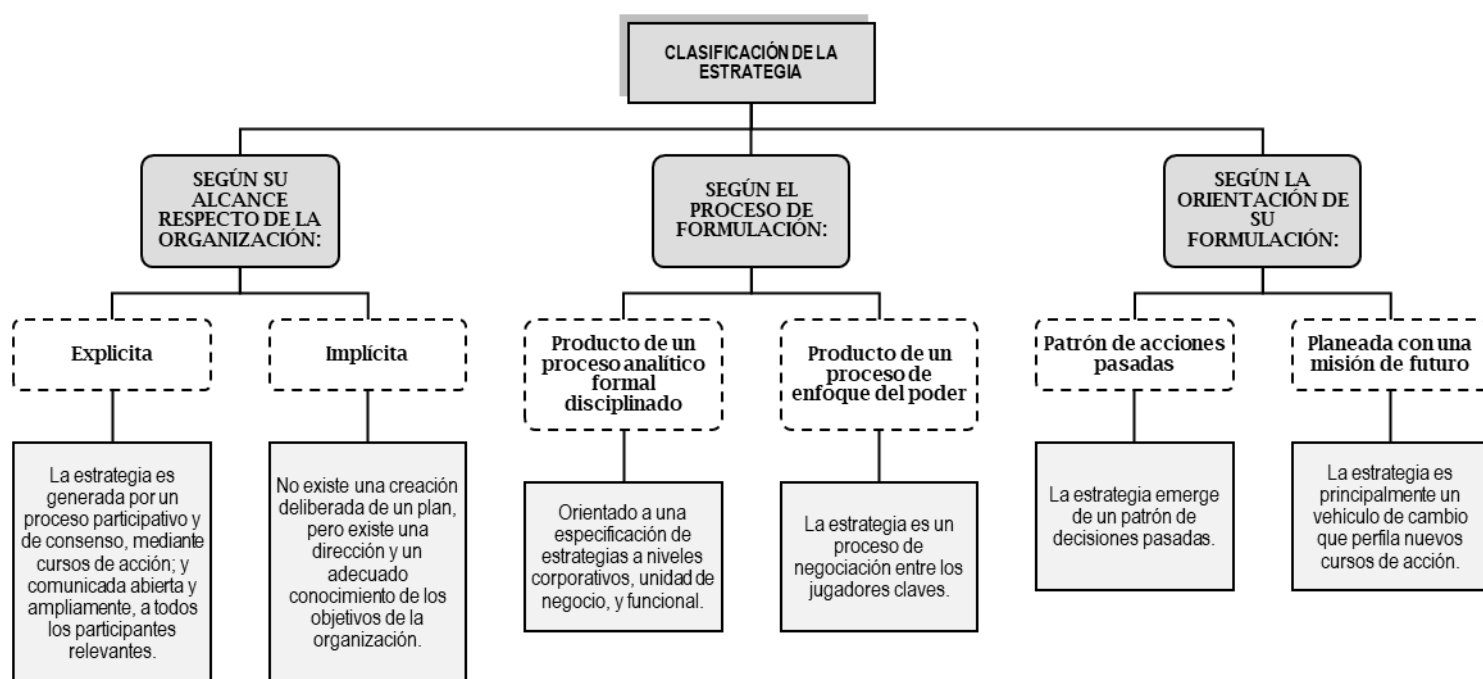 CLASIFICACIÓN DE LA
ESTRATEGIA
SEGÚN SU
ALCANCE
RESPECTO DE LA
ORGANIZACIÓN:
SEGÚN EL
PROCESO DE
FORMULACIÓN:
SEGÚN LA
ORIENTACIÓN DE
SU
FORMULACIÓN:
Explicita
Implícita
Producto de un
proceso analítico
formal
disciplinado
Producto de un
proceso de
enfoque del poder
Patrón de acciones
pasadas
Planeada con una
misión de futuro
La estrategia es
generada por un
proceso participativo y
de consenso, mediante
cursos de acción; y
comunicada abierta y
ampliamente, a todos
los participantes
relevantes.
No existe una creación
deliberada de un plan,
pero existe una
dirección y un
adecuado
conocimiento de los
objetivos de la
organización.
Orientado a una
especificación de
estrategias a niveles
corporativos, unidad de
negocio, y funcional.
La estrategia es un
proceso de
negociación entre los
jugadores claves.
La estrategia emerge
de un patrón de
decisiones pasadas.
La estrategia es
principalmente un
vehículo de cambio
que perfila nuevos
cursos de acción.